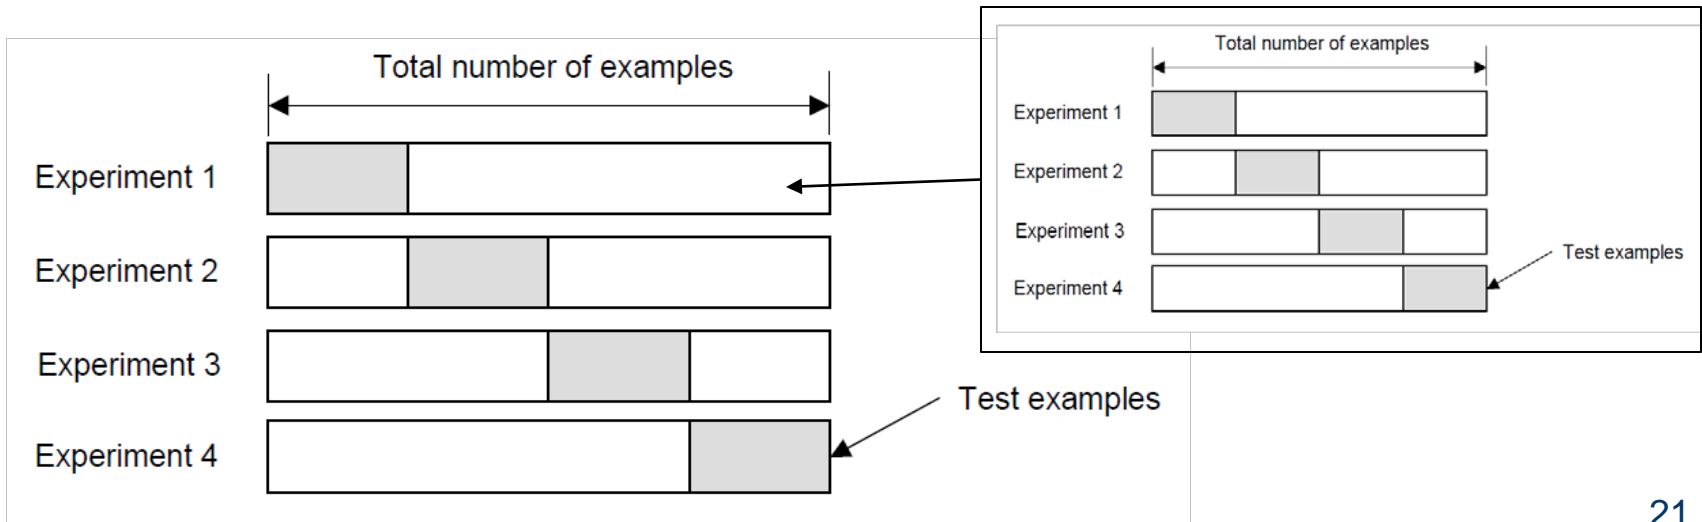 Total number of examples
Experiment 1
Experiment 2
Experiment 3
Experiment 4
Test examples
Total number of examples
Experiment 1
Experiment 2
Experiment 3
Experiment 4
Test examples
21